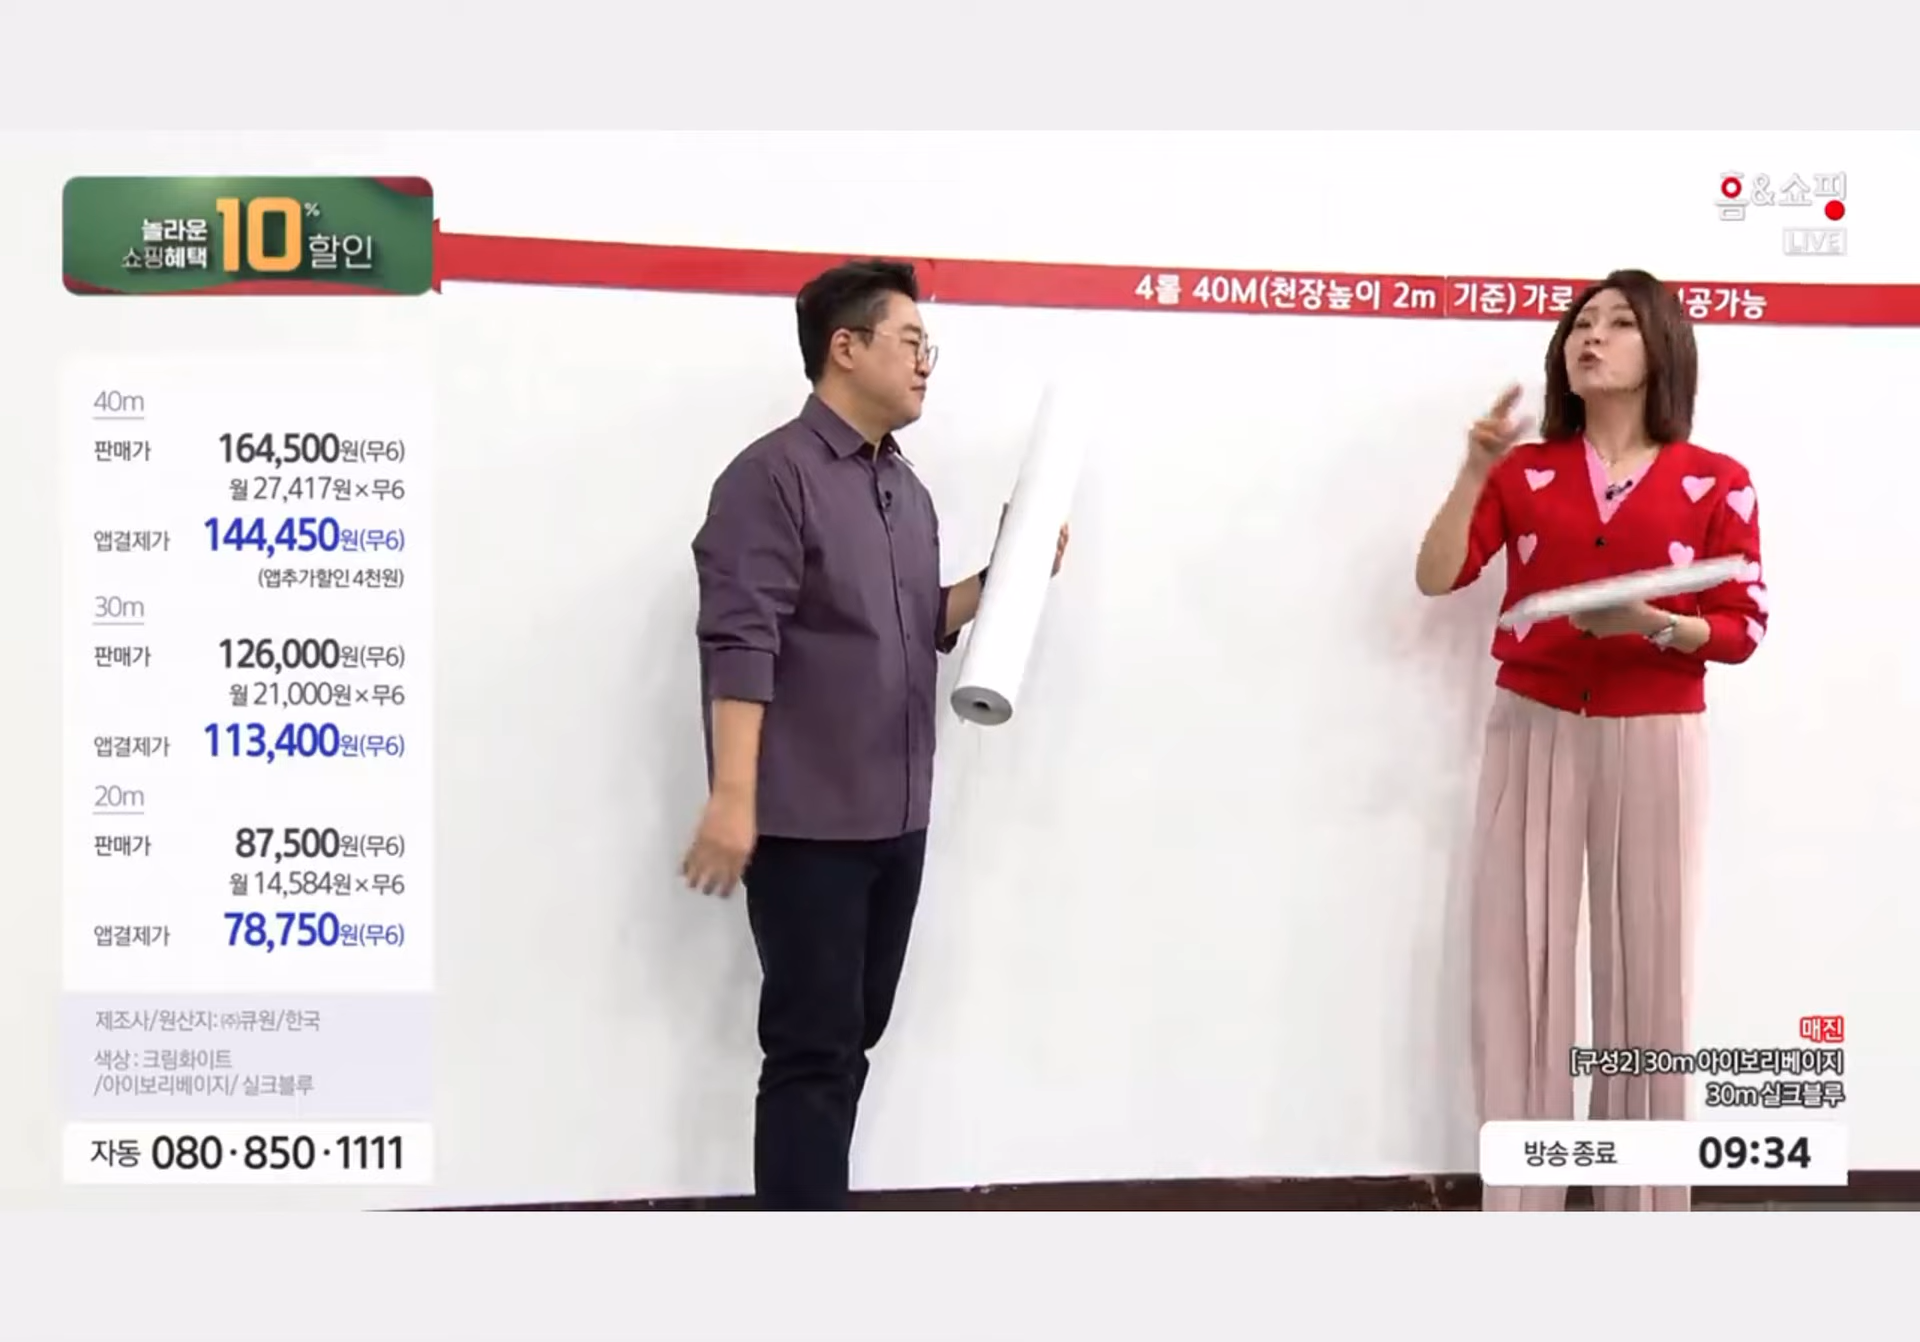 놀라운
쇼핑혜택 10% 할인
홈&쇼핑
LIVE
4롤 40M(천장높이 2m 기준) 가로 공가능
40m
판매가 164,500원(무6)
월 27,417원×무6
앱결제가 144,450원(무6)
(앱추가할인 4천원)
30m
판매가 126,000원(무6)
월 21,000원×무6
앱결제가 113,400원(무6)
20m
판매가 87,500원(무6)
월 14,584원×무6
앱결제가 78,750원(무6)
제조사/원산지: ㈜큐원/한국
색상 : 크림화이트
/아이보리베이지/ 실크블루
자동 080·850·1111
매진
[구성2] 30m 아이보리베이지
30m 실크블루
방송 종료 09:34